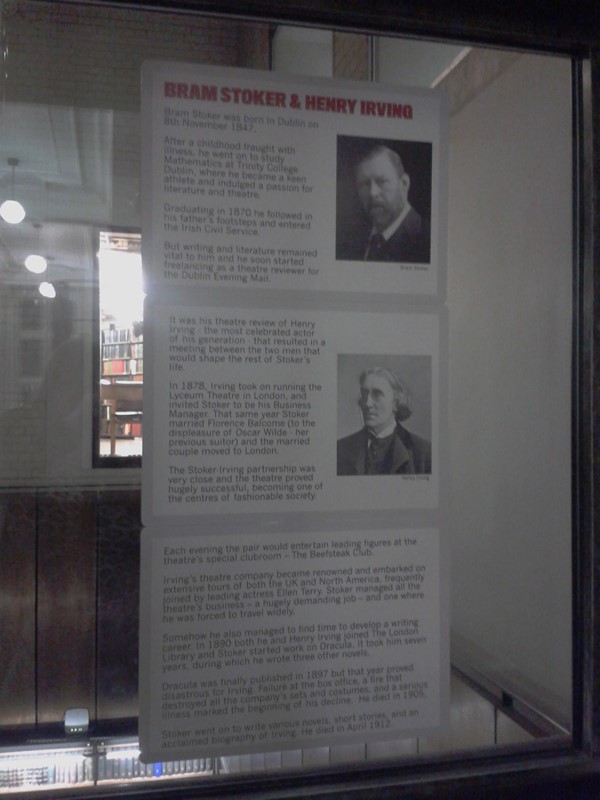 BRAM STOKER & HENRY IRVING
Bram Stoker was born in Dublin on
8th November 1847.
After a childhood fraught with
illness, he went on to study
Mathematics at Trinity College
Dublin, where he became a keen
athlete and indulged a passion for
literature and theatre.
Graduating in 1870 he followed in
his father's footsteps and entered
the Irish Civil Service.
But writing and literature remained
vital to him and he soon started
freelancing as a theatre reviewer for
the Dublin Evening Mail.
Bram Stoker
It was his theatre review of Henry
Irving - the most celebrated actor
of his generation - that resulted in a
meeting between the two men that
would shape the rest of Stoker's
life.
In 1878, Irving took on running the
Lyceum Theatre in London, and
invited Stoker to be his Business
Manager. That same year Stoker
married Florence Balcome (to the
displeasure of Oscar Wilde - her
previous suitor) and the married
couple moved to London.
The Stoker-Irving partnership was
very close and the theatre proved
hugely successful, becoming one of
the centres of fashionable society.
Henry Irving
Each evening the pair would entertain leading figures at the
theatre's special clubroom – The Beefsteak Club.
Irving's theatre company became renowned and embarked on
extensive tours of both the UK and North America, frequently
joined by leading actress Ellen Terry. Stoker managed all the
theatre's business – a hugely demanding job – and one where
he was forced to travel widely.
Somehow he also managed to find time to develop a writing
career. In 1890 both he and Henry Irving joined The London
Library and Stoker started work on Dracula. It took him seven
years, during which he wrote three other novels.
Dracula was finally published in 1897 but that year proved
disastrous for Irving. Failure at the box office, a fire that
destroyed all the company's sets and costumes, and a serious
illness marked the beginning of his decline. He died in 1905.
Stoker went on to write various novels, short stories, and an
acclaimed biography of Irving. He died in April 1912.